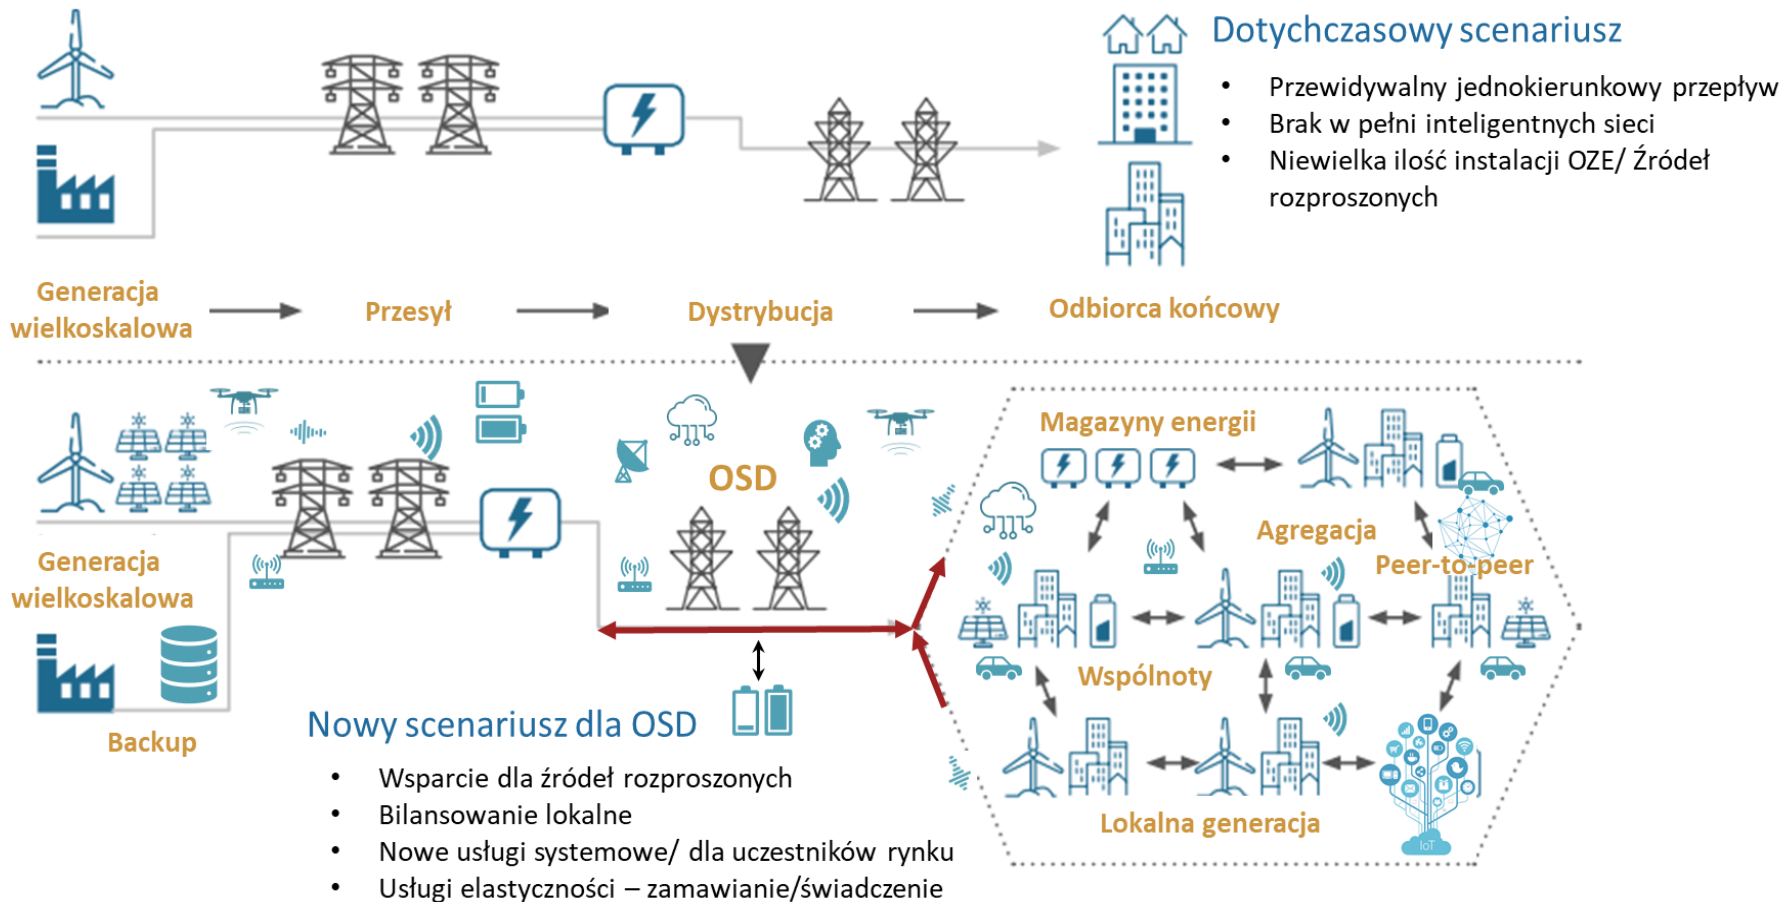 Dotychczasowy scenariusz
• Przewidywalny jednokierunkowy przepływ
• Brak w pełni inteligentnych sieci
• Niewielka ilość instalacji OZE/ Źródeł
rozproszonych
Generacja
wielkoskalowa
Przesył
Dystrybucja
Odbiorca końcowy
OSD
Magazyny energii
Agregacja
Peer-to-peer
Generacja
wielkoskalowa
Backup
Wspólnoty
Lokalna generacja
IoT
Nowy scenariusz dla OSD
• Wsparcie dla źródeł rozproszonych
• Bilansowanie lokalne
• Nowe usługi systemowe/ dla uczestników rynku
• Usługi elastyczności – zamawianie/świadczenie